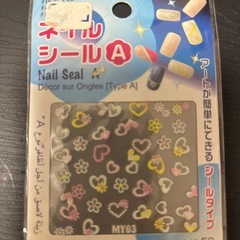 ネイル
シール A
Nail Seal A
Décor sur Ongles [Type A]
アートが簡単にできる
シールタイプ
MY03